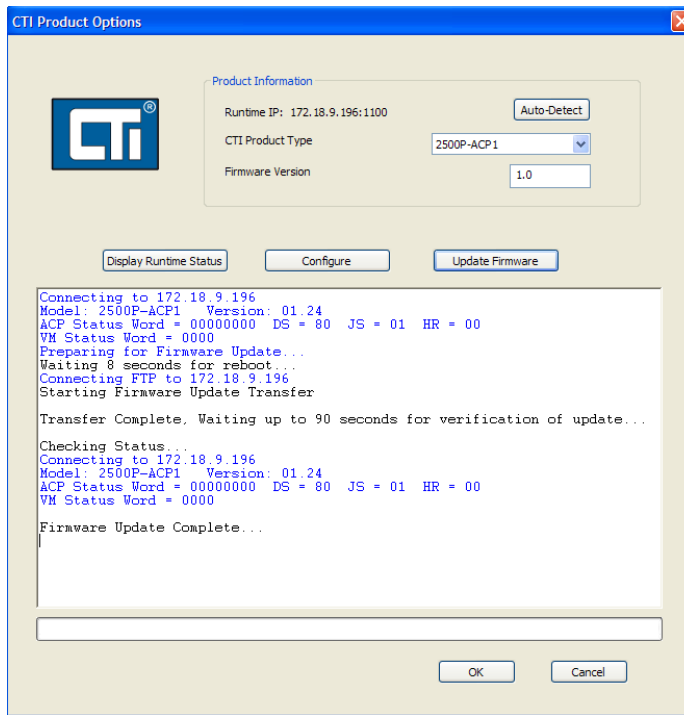 CTI Product Options
CTI®
Product Information
Runtime IP: 172.18.9.196:1100
Auto-Detect
CTI Product Type
2500P-ACP1
Firmware Version
1.0
Display Runtime Status
Configure
Update Firmware
Connecting to 172.18.9.196
Model: 2500P-ACP1   Version: 01.24
ACP Status Word = 00000000  DS = 80  JS = 01  HR = 00
VM Status Word = 0000
Preparing for Firmware Update...
Waiting 8 seconds for reboot...
Connecting FTP to 172.18.9.196
Starting Firmware Update Transfer
Transfer Complete, Waiting up to 90 seconds for verification of update...
Checking Status...
Connecting to 172.18.9.196
Model: 2500P-ACP1   Version: 01.24
ACP Status Word = 00000000  DS = 80  JS = 01  HR = 00
VM Status Word = 0000
Firmware Update Complete...
OK
Cancel